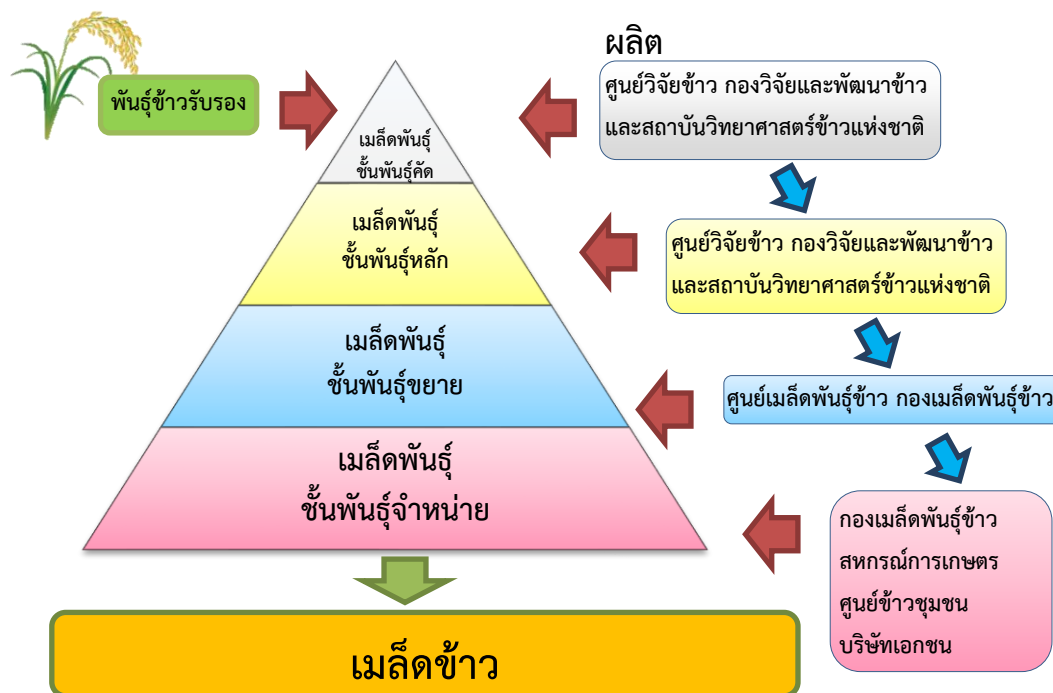 ผลิต
พันธุ์ข้าวรับรอง
เมล็ดพันธุ์
ชั้นพันธุ์คัด
ศูนย์วิจัยข้าว กองวิจัยและพัฒนาข้าว
และสถาบันวิทยาศาสตร์ข้าวแห่งชาติ
เมล็ดพันธุ์
ชั้นพันธุ์หลัก
ศูนย์วิจัยข้าว กองวิจัยและพัฒนาข้าว
และสถาบันวิทยาศาสตร์ข้าวแห่งชาติ
เมล็ดพันธุ์
ชั้นพันธุ์ขยาย
ศูนย์เมล็ดพันธุ์ข้าว กองเมล็ดพันธุ์ข้าว
เมล็ดพันธุ์
ชั้นพันธุ์จำหน่าย
กองเมล็ดพันธุ์ข้าว
สหกรณ์การเกษตร
ศูนย์ข้าวชุมชน
บริษัทเอกชน
เมล็ดข้าว